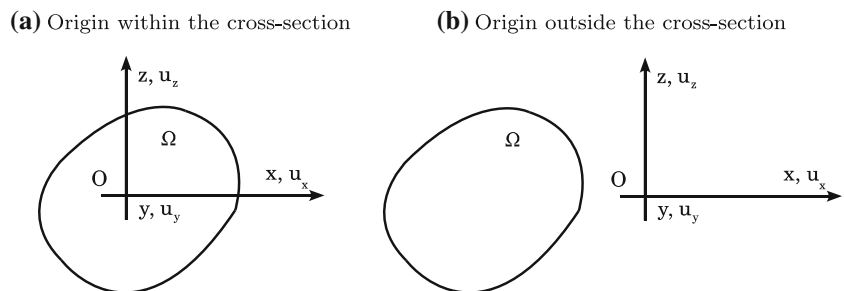 (a) Origin within the cross-section
z, u_z
Ω
O
x, u_x
y, u_y
(b) Origin outside the cross-section
z, u_z
Ω
O
x, u_x
y, u_y